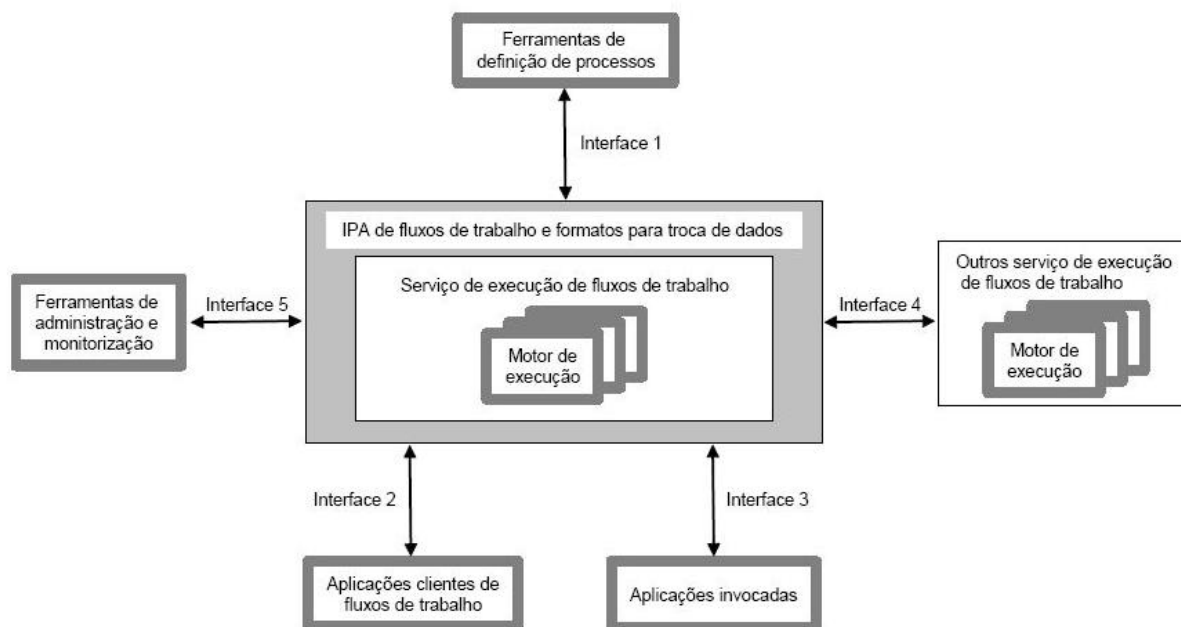 Ferramentas de
definição de processos
Interface 1
IPA de fluxos de trabalho e formatos para troca de dados
Serviço de execução de fluxos de trabalho
Motor de
execução
Ferramentas de
administração e
monitorização
Interface 5
Interface 4
Outros serviço de execução
de fluxos de trabalho
Motor de
execução
Interface 2
Interface 3
Aplicações clientes de
fluxos de trabalho
Aplicações invocadas